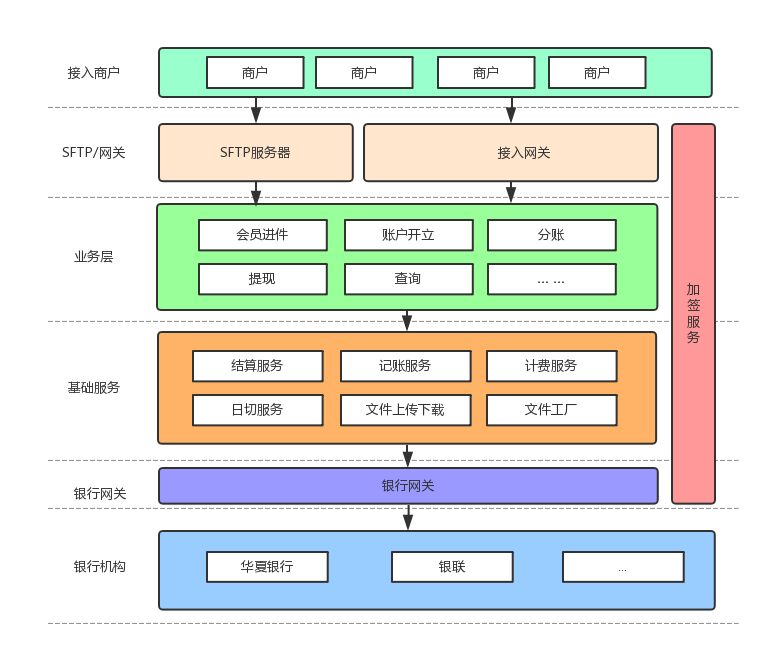 接入商户
商户
商户
商户
商户
SFTP/网关
SFTP服务器
接入网关
业务层
会员进件
账户开立
分账
提现
查询
... ...
加签服务
基础服务
结算服务
记账服务
计费服务
日切服务
文件上传下载
文件工厂
银行网关
银行网关
银行机构
华夏银行
银联
...